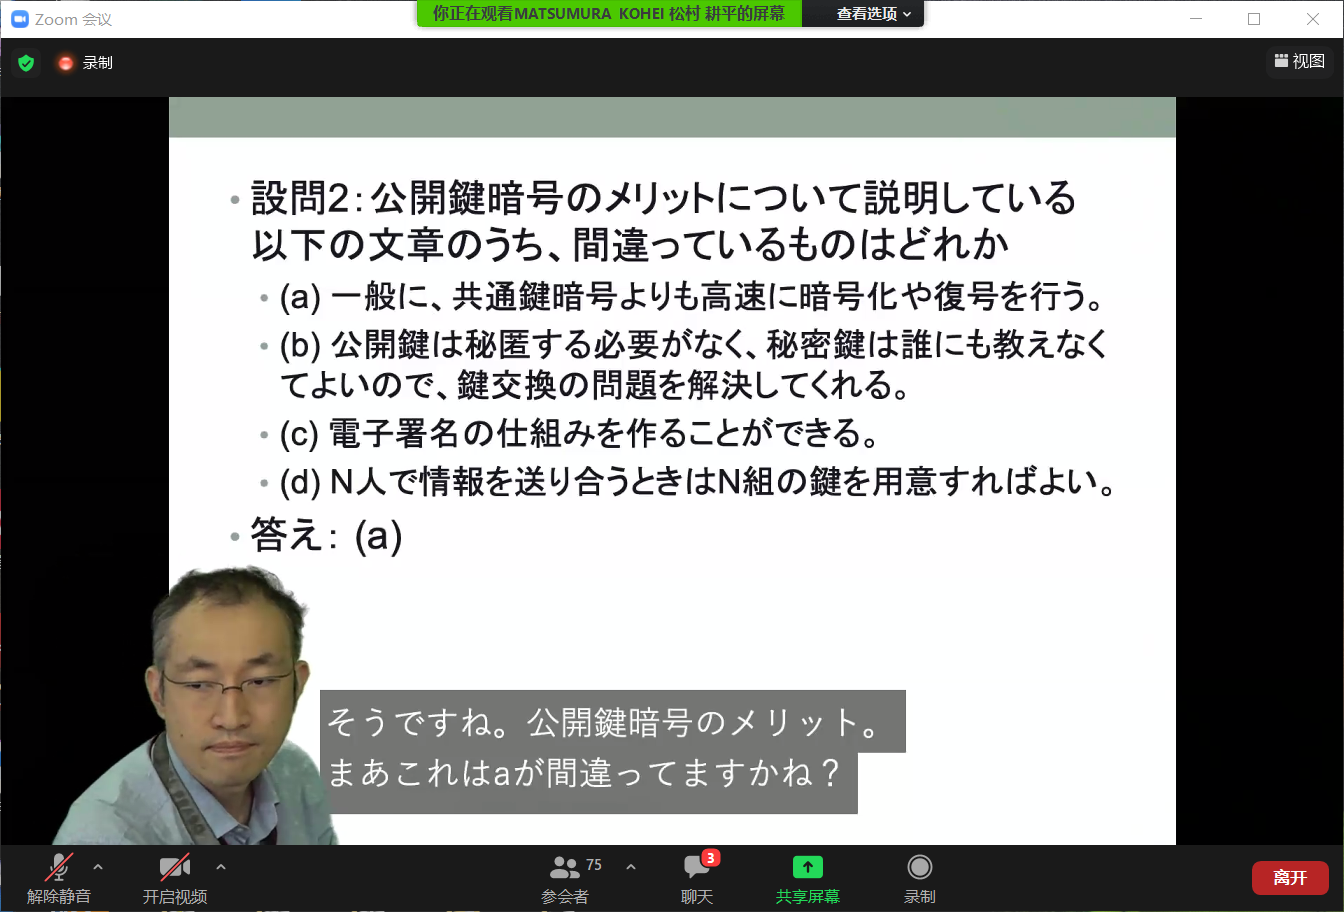 Zoom 会议
你正在观看MATSUMURA KOHEI 松村 耕平的屏幕
查看选项
录制
视图
• 設問2：公開鍵暗号のメリットについて説明している
以下の文章のうち、間違っているものはどれか
• (a) 一般に、共通鍵暗号よりも高速に暗号化や復号を行う。
• (b) 公開鍵は秘匿する必要がなく、秘密鍵は誰にも教えなく
てよいので、鍵交換の問題を解決してくれる。
• (c) 電子署名の仕組みを作ることができる。
• (d) N人で情報を送り合うときはN組の鍵を用意すればよい。
• 答え： (a)
そうですね。公開鍵暗号のメリット。
まあこれはaが間違ってますかね？
解除静音
开启视频
75
参会者
3
聊天
共享屏幕
录制
离开